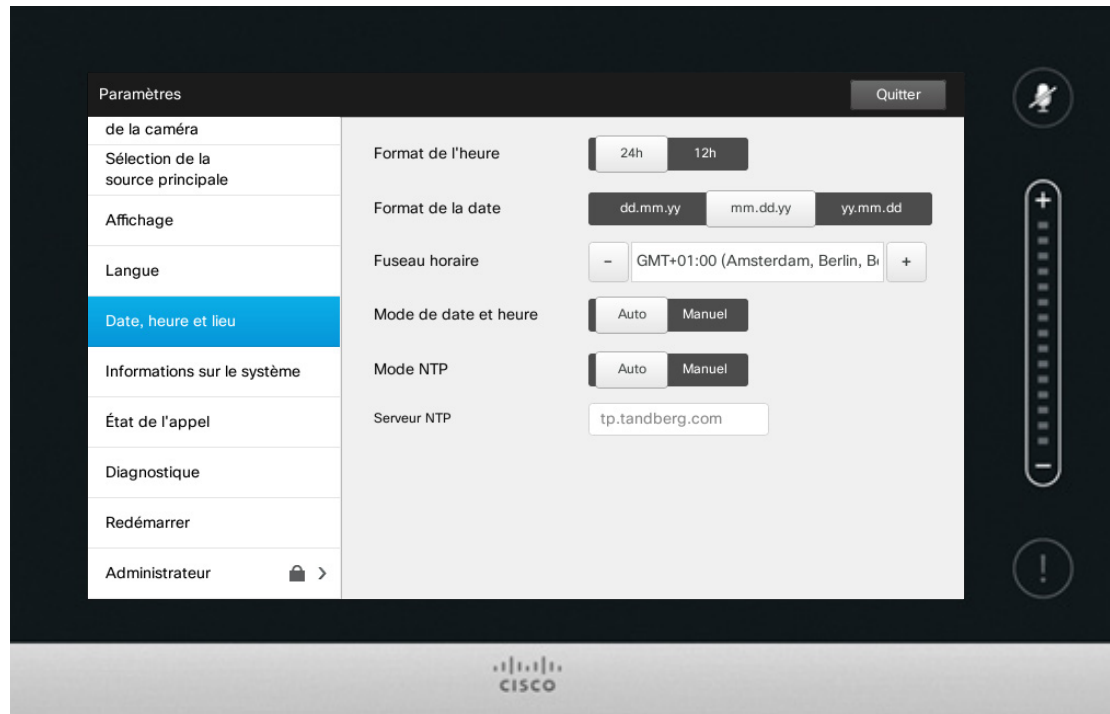 Paramètres
Quitter
de la caméra
Sélection de la
source principale
Affichage
Langue
Date, heure et lieu
Informations sur le système
État de l'appel
Diagnostique
Redémarrer
Administrateur
Format de l'heure
24h 12h
Format de la date
dd.mm.yy mm.dd.yy yy.mm.dd
Fuseau horaire
- GMT+01:00 (Amsterdam, Berlin, +
Mode de date et heure
Auto Manuel
Mode NTP
Auto Manuel
Serveur NTP
tp.tandberg.com
+
-
!
CISCO